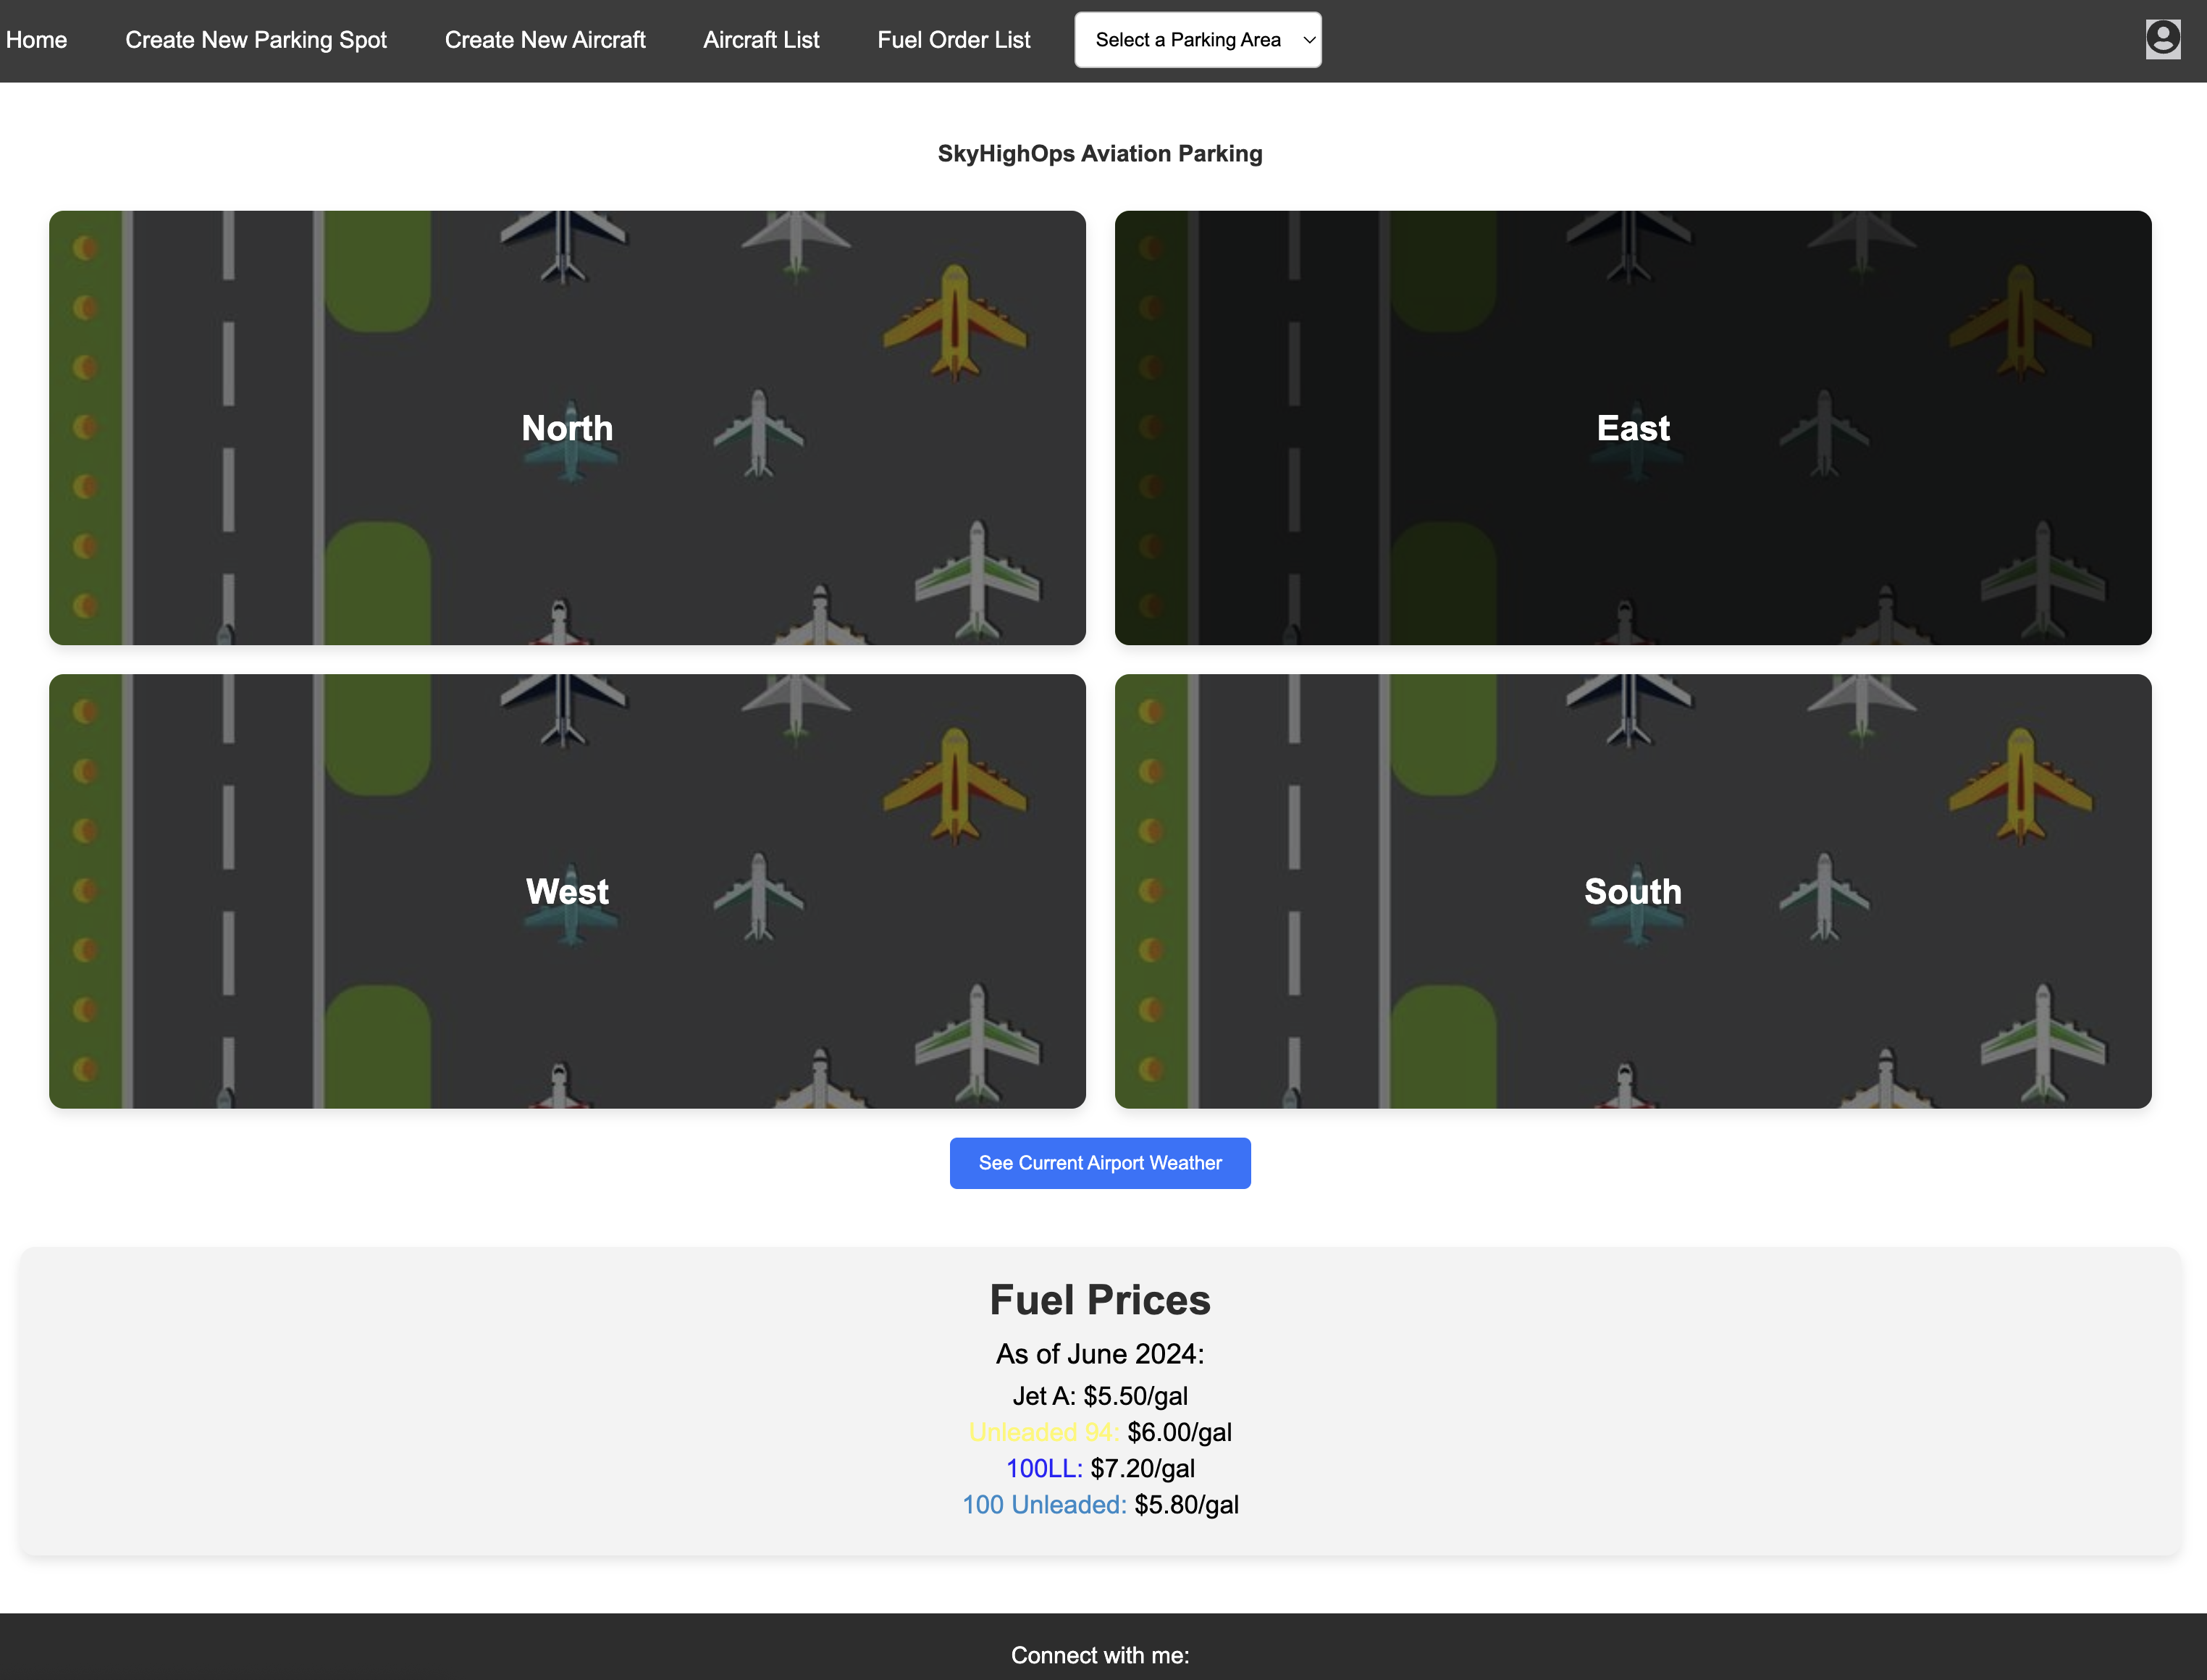 Home Create New Parking Spot Create New Aircraft Aircraft List Fuel Order List Select a Parking Area
SkyHighOps Aviation Parking
North
East
West
South
See Current Airport Weather
Fuel Prices
As of June 2024:
Jet A: $5.50/gal
Unleaded 94: $6.00/gal
100LL: $7.20/gal
100 Unleaded: $5.80/gal
Connect with me: